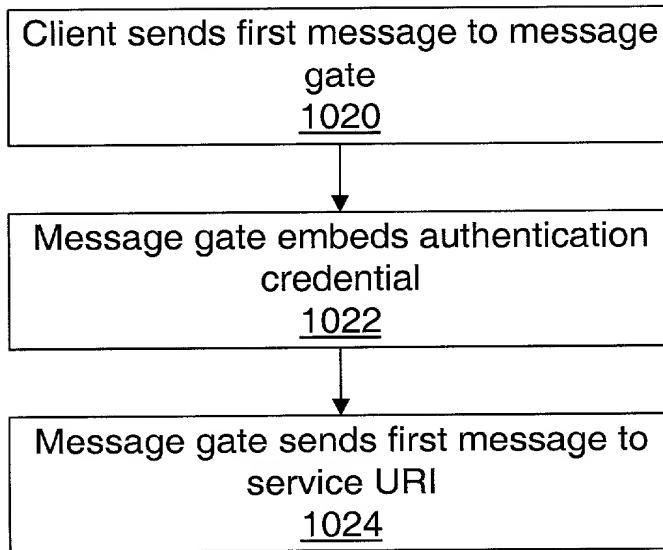 Client sends first message to message
gate
1020
Message gate embeds authentication
credential
1022
Message gate sends first message to
service URI
1024